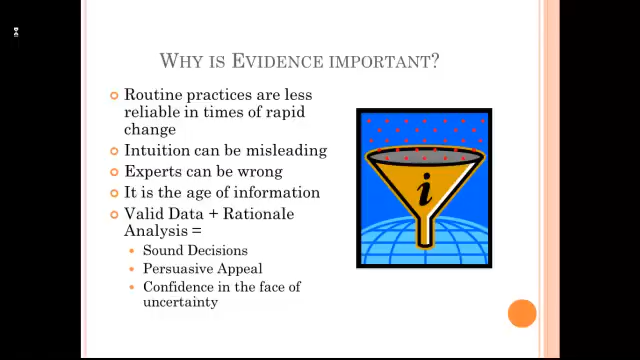 WHY IS EVIDENCE IMPORTANT?
Routine practices are less
reliable in times of rapid
change
Intuition can be misleading
Experts can be wrong
It is the age of information
Valid Data + Rationale
Analysis =
Sound Decisions
Persuasive Appeal
Confidence in the face of
uncertainty
i